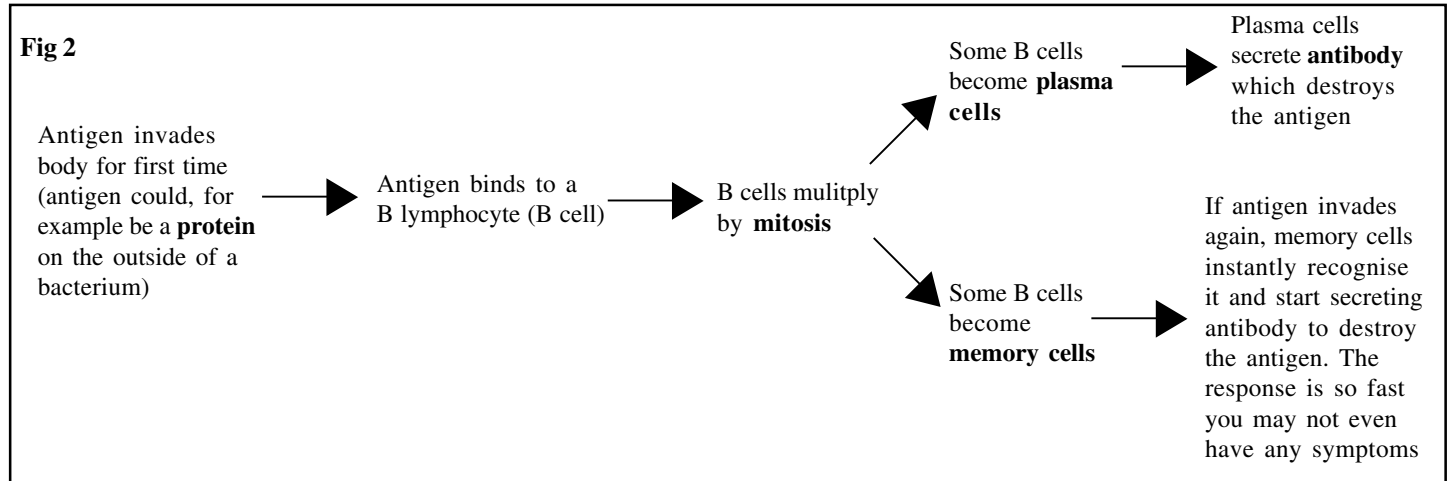 Fig 2
Antigen invades
body for first time
(antigen could, for
example be a protein
on the outside of a
bacterium)
Antigen binds to a
B lymphocyte (B cell)
B cells mulitply
by mitosis
Some B cells
become plasma
cells
Plasma cells
secrete antibody
which destroys
the antigen
Some B cells
become
memory cells
If antigen invades
again, memory cells
instantly recognise
it and start secreting
antibody to destroy
the antigen. The
response is so fast
you may not even
have any symptoms